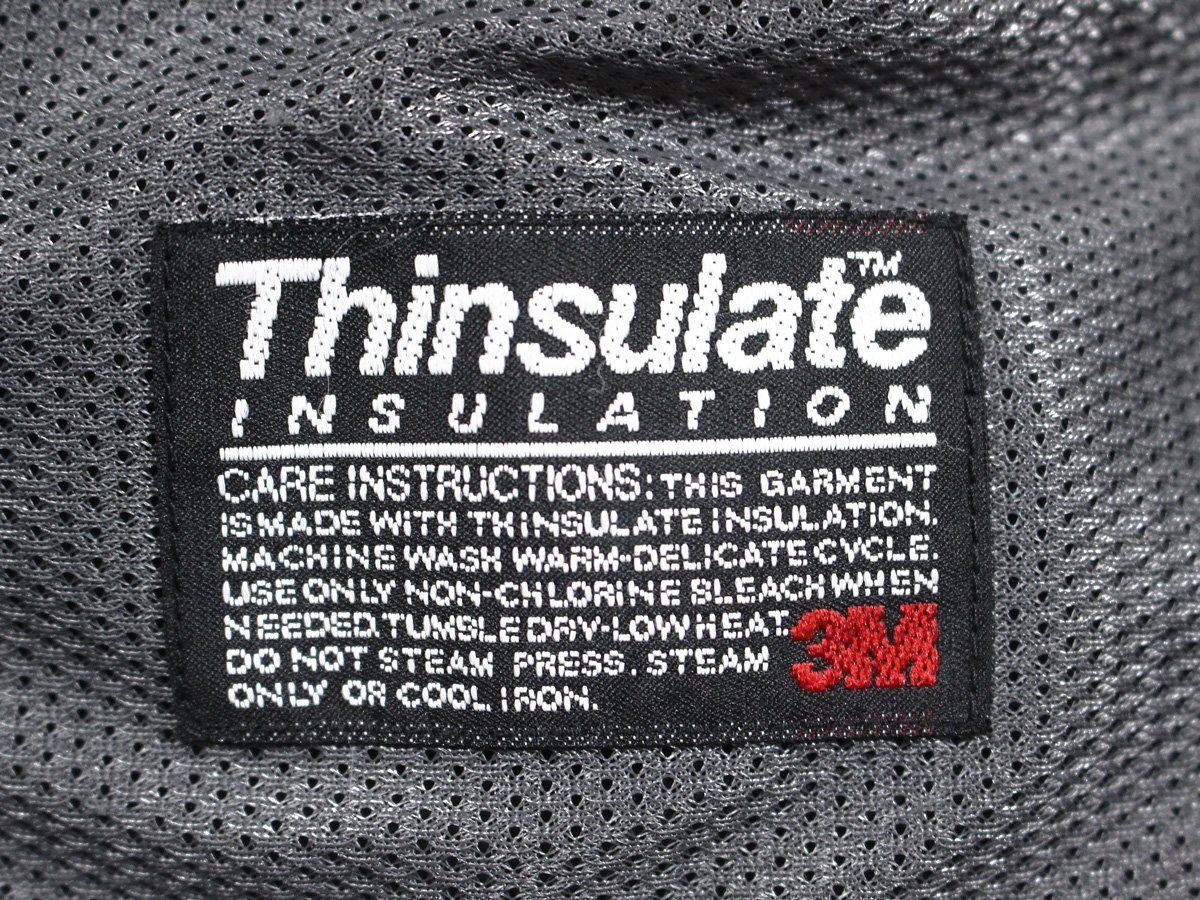 Thinsulate™
INSULATION
CARE INSTRUCTIONS: THIS GARMENT
IS MADE WITH THINSULATE INSULATION.
MACHINE WASH WARM-DELICATE CYCLE.
USE ONLY NON-CHLORINE BLEACH WHEN
NEEDED. TUMBLE DRY-LOW HEAT.
DO NOT STEAM PRESS. STEAM
ONLY OR COOL IRON.
3M